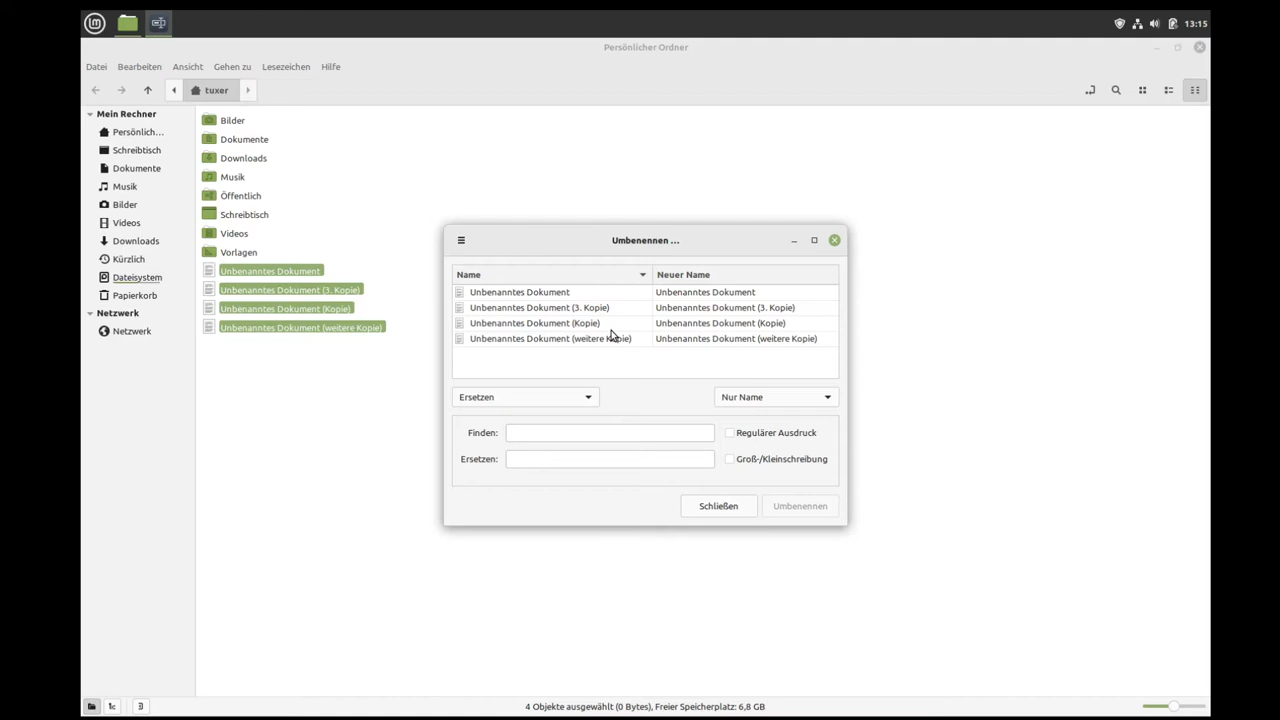 13:15
Persönlicher Ordner
Datei Bearbeiten Ansicht Gehen zu Lesezeichen Hilfe
tuxer
Mein Rechner
Persönlich...
Schreibtisch
Dokumente
Musik
Bilder
Videos
Downloads
Kürzlich
Dateisystem
Papierkorb
Netzwerk
Netzwerk
Bilder
Dokumente
Downloads
Musik
Öffentlich
Schreibtisch
Videos
Vorlagen
Unbenanntes Dokument
Unbenanntes Dokument (3. Kopie)
Unbenanntes Dokument (Kopie)
Unbenanntes Dokument (weitere Kopie)
Umbenennen ...
Name Neuer Name
Unbenanntes Dokument Unbenanntes Dokument
Unbenanntes Dokument (3. Kopie) Unbenanntes Dokument (3. Kopie)
Unbenanntes Dokument (Kopie) Unbenanntes Dokument (Kopie)
Unbenanntes Dokument (weitere Kopie) Unbenanntes Dokument (weitere Kopie)
Ersetzen Nur Name
Finden: Regulärer Ausdruck
Ersetzen: Groß-/Kleinschreibung
Schließen Umbenennen
4 Objekte ausgewählt (0 Bytes), Freier Speicherplatz: 6,8 GB